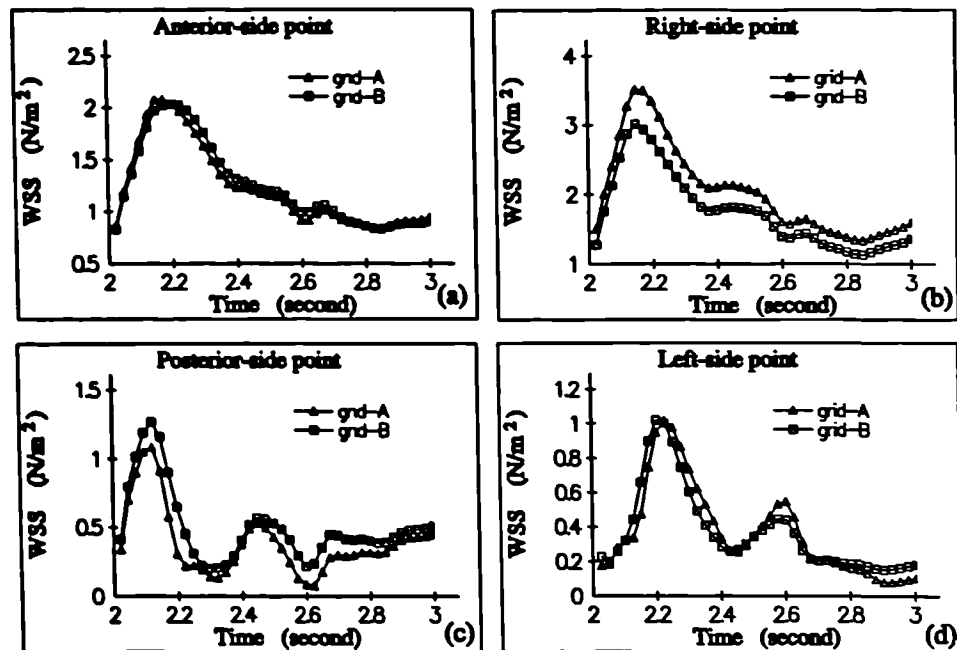 Anterior-side point
WSS (N/m²)
2.5
2
1.5
1
0.5
grid-A
grid-B
2 2.2 2.4 2.6 2.8 3
Time (second)
(a)
Right-side point
WSS (N/m²)
4
3
2
1
grid-A
grid-B
2 2.2 2.4 2.6 2.8 3
Time (second)
(b)
Posterior-side point
WSS (N/m²)
1.5
1
0.5
0
grid-A
grid-B
2 2.2 2.4 2.6 2.8 3
Time (second)
(c)
Left-side point
WSS (N/m²)
1.2
1
0.8
0.6
0.4
0.2
0
grid-A
grid-B
2 2.2 2.4 2.6 2.8 3
Time (second)
(d)